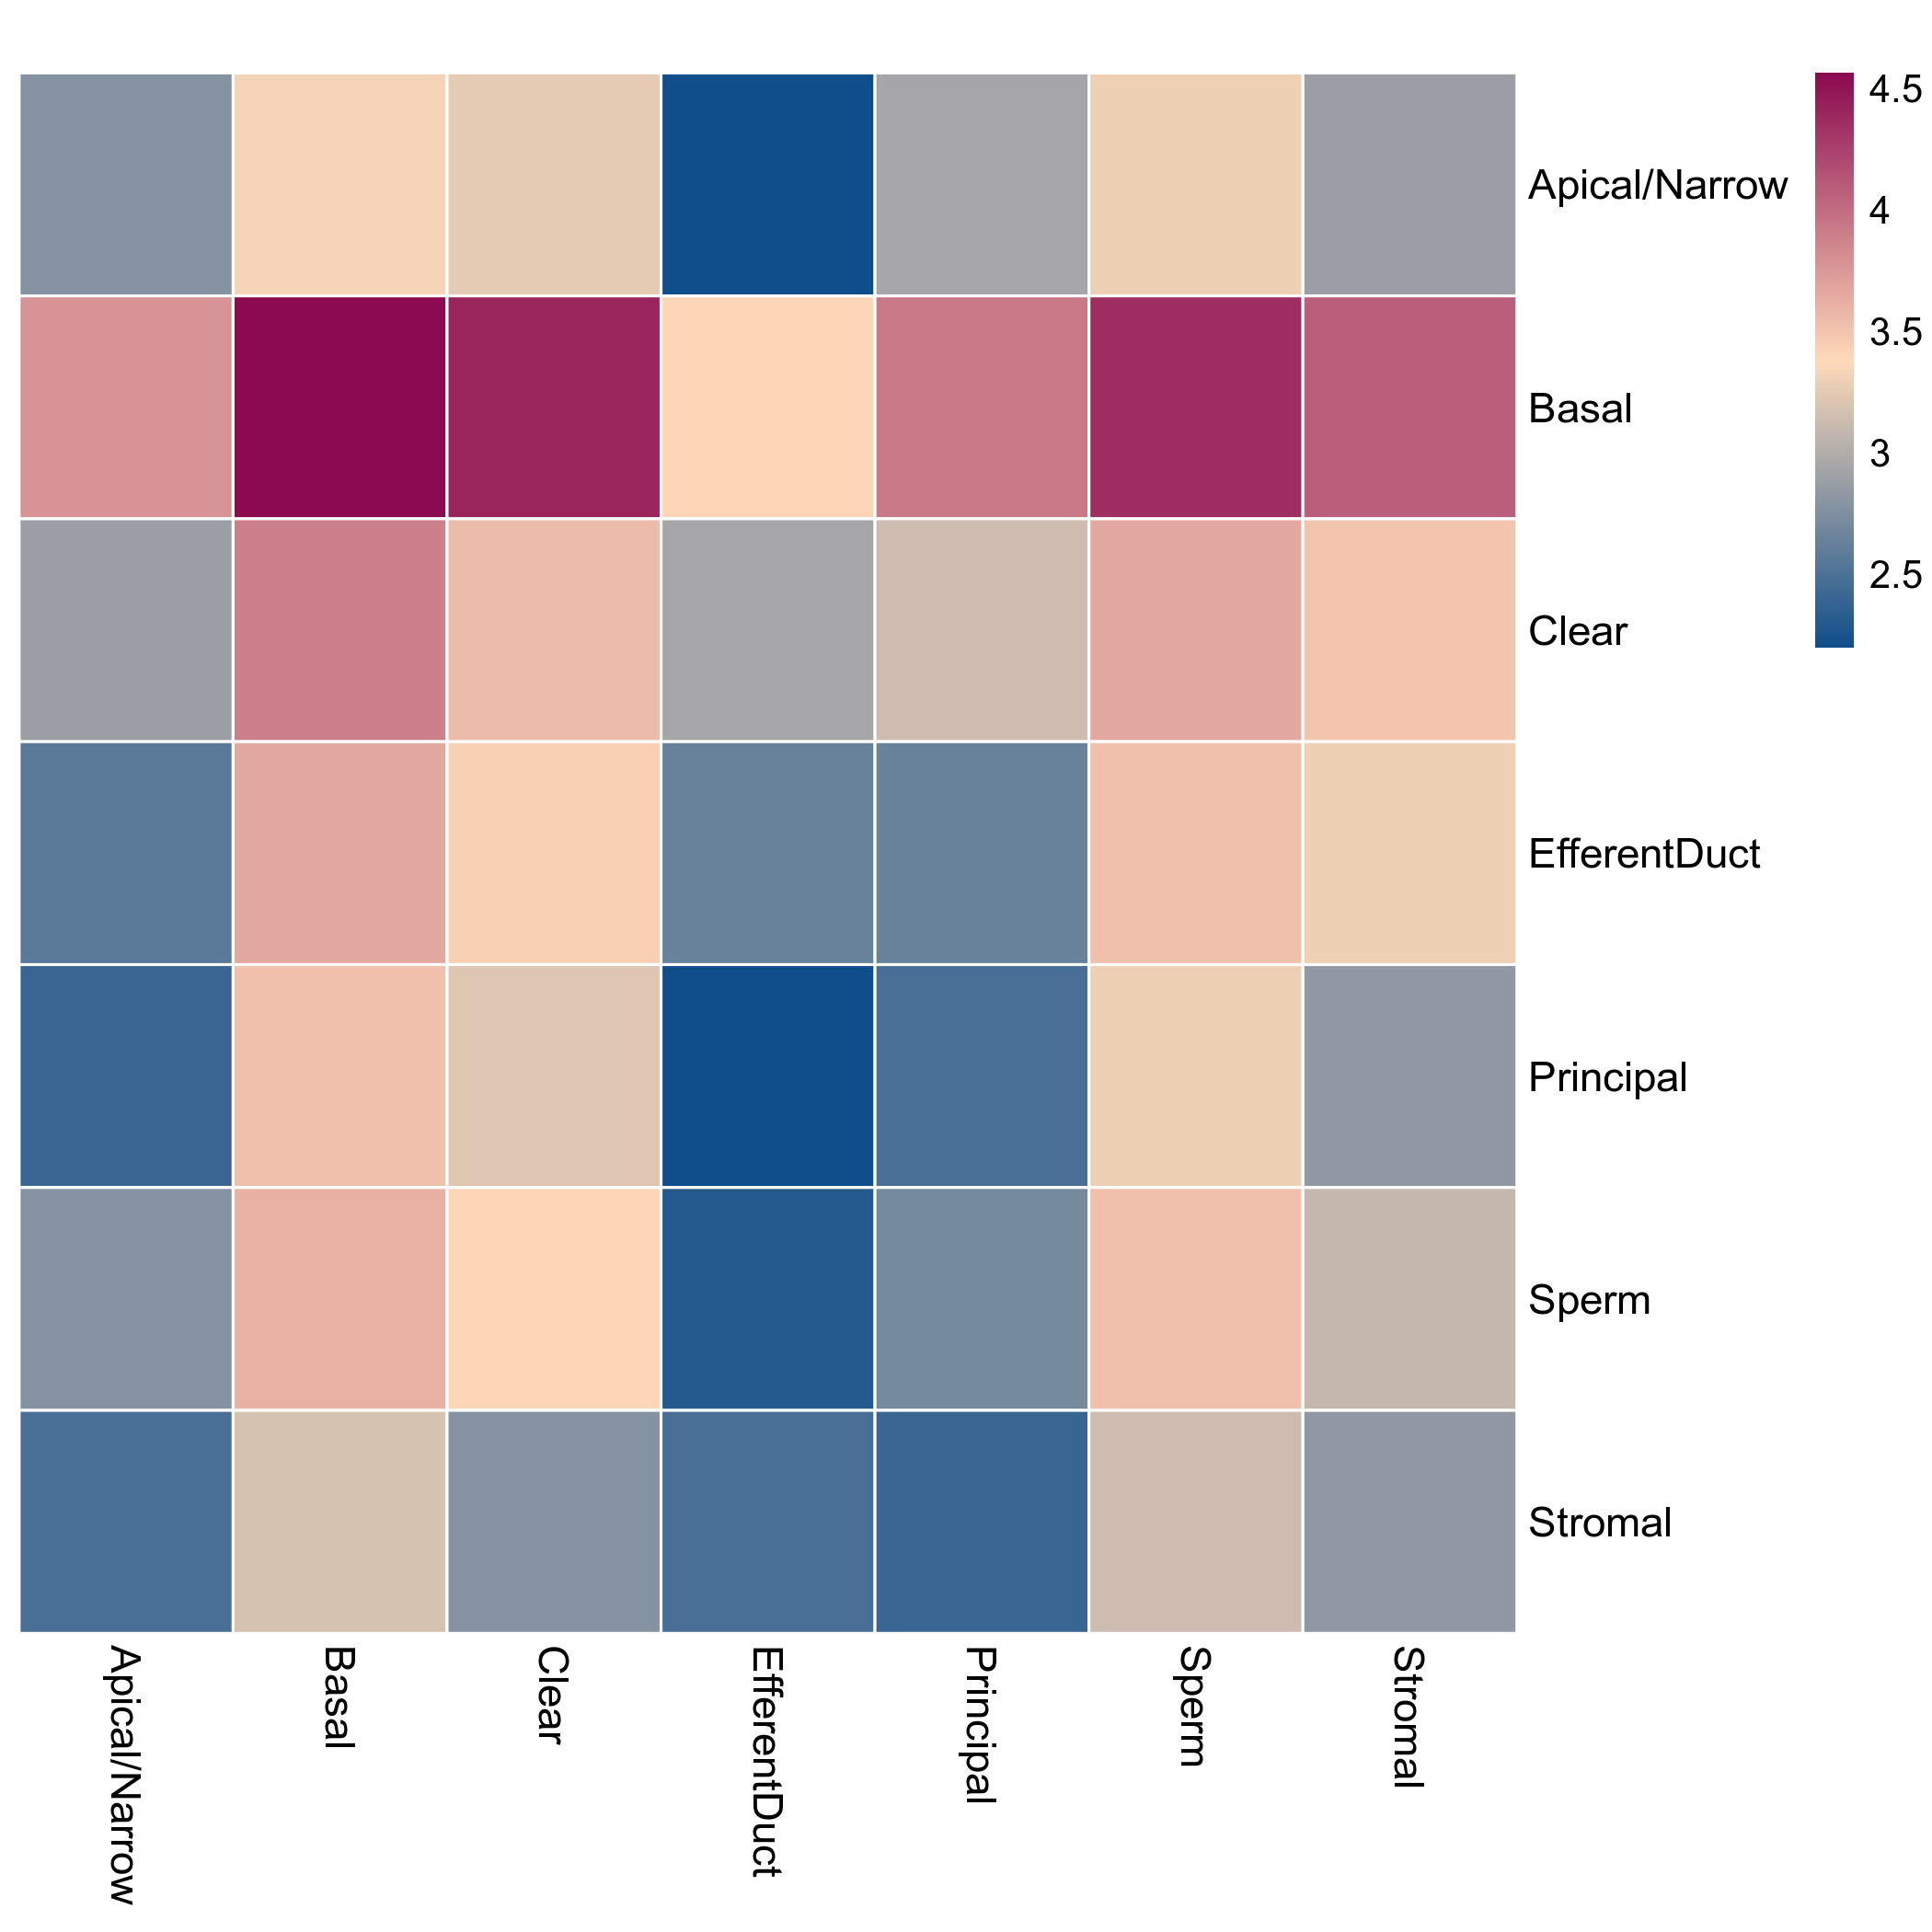 4.5
4
3.5
3
2.5
Apical/Narrow
Basal
Clear
EfferentDuct
Principal
Sperm
Stromal
Apical/Narrow
Basal
Clear
EfferentDuct
Principal
Sperm
Stromal